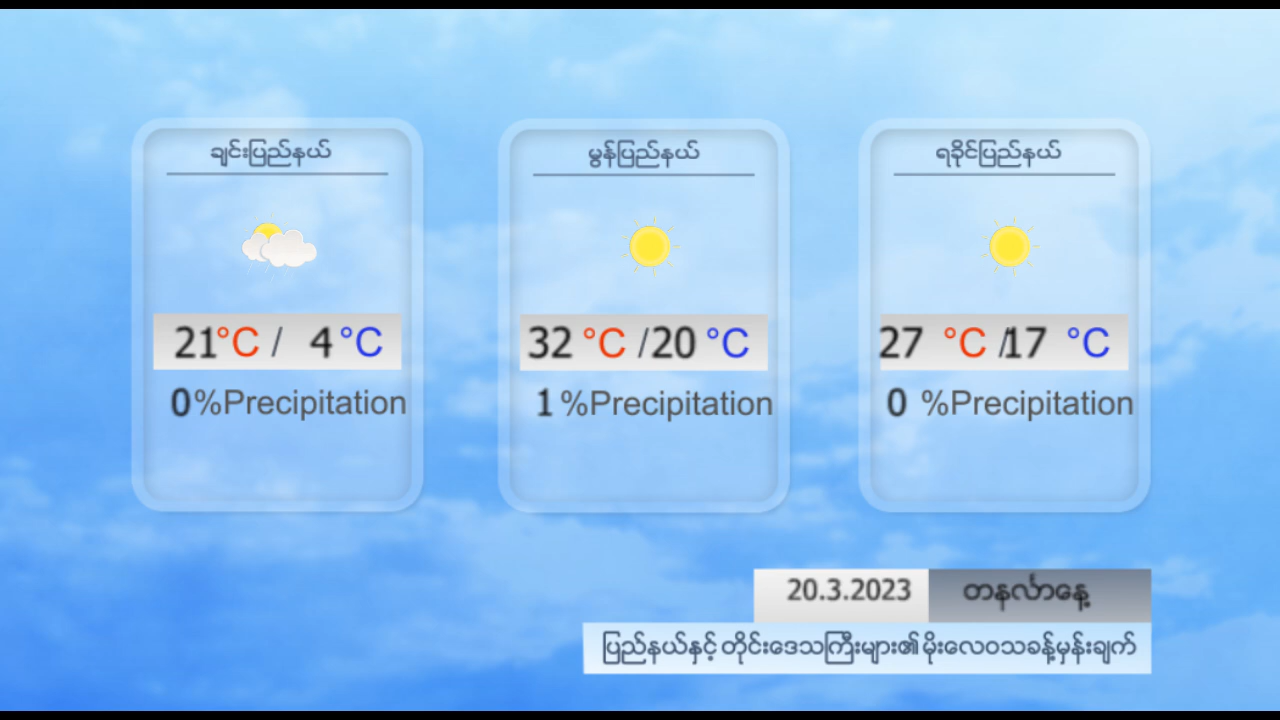 ချင်းပြည်နယ်
21°C / 4 °C
0%Precipitation
မွန်ပြည်နယ်
32 °C /20 °C
1 %Precipitation
ရခိုင်ပြည်နယ်
27 °C /17 °C
0 %Precipitation
20.3.2023 တနင်္လာနေ့
ပြည်နယ်နှင့် တိုင်းဒေသကြီးများ၏ မိုးလေဝသခန့်မှန်းချက်